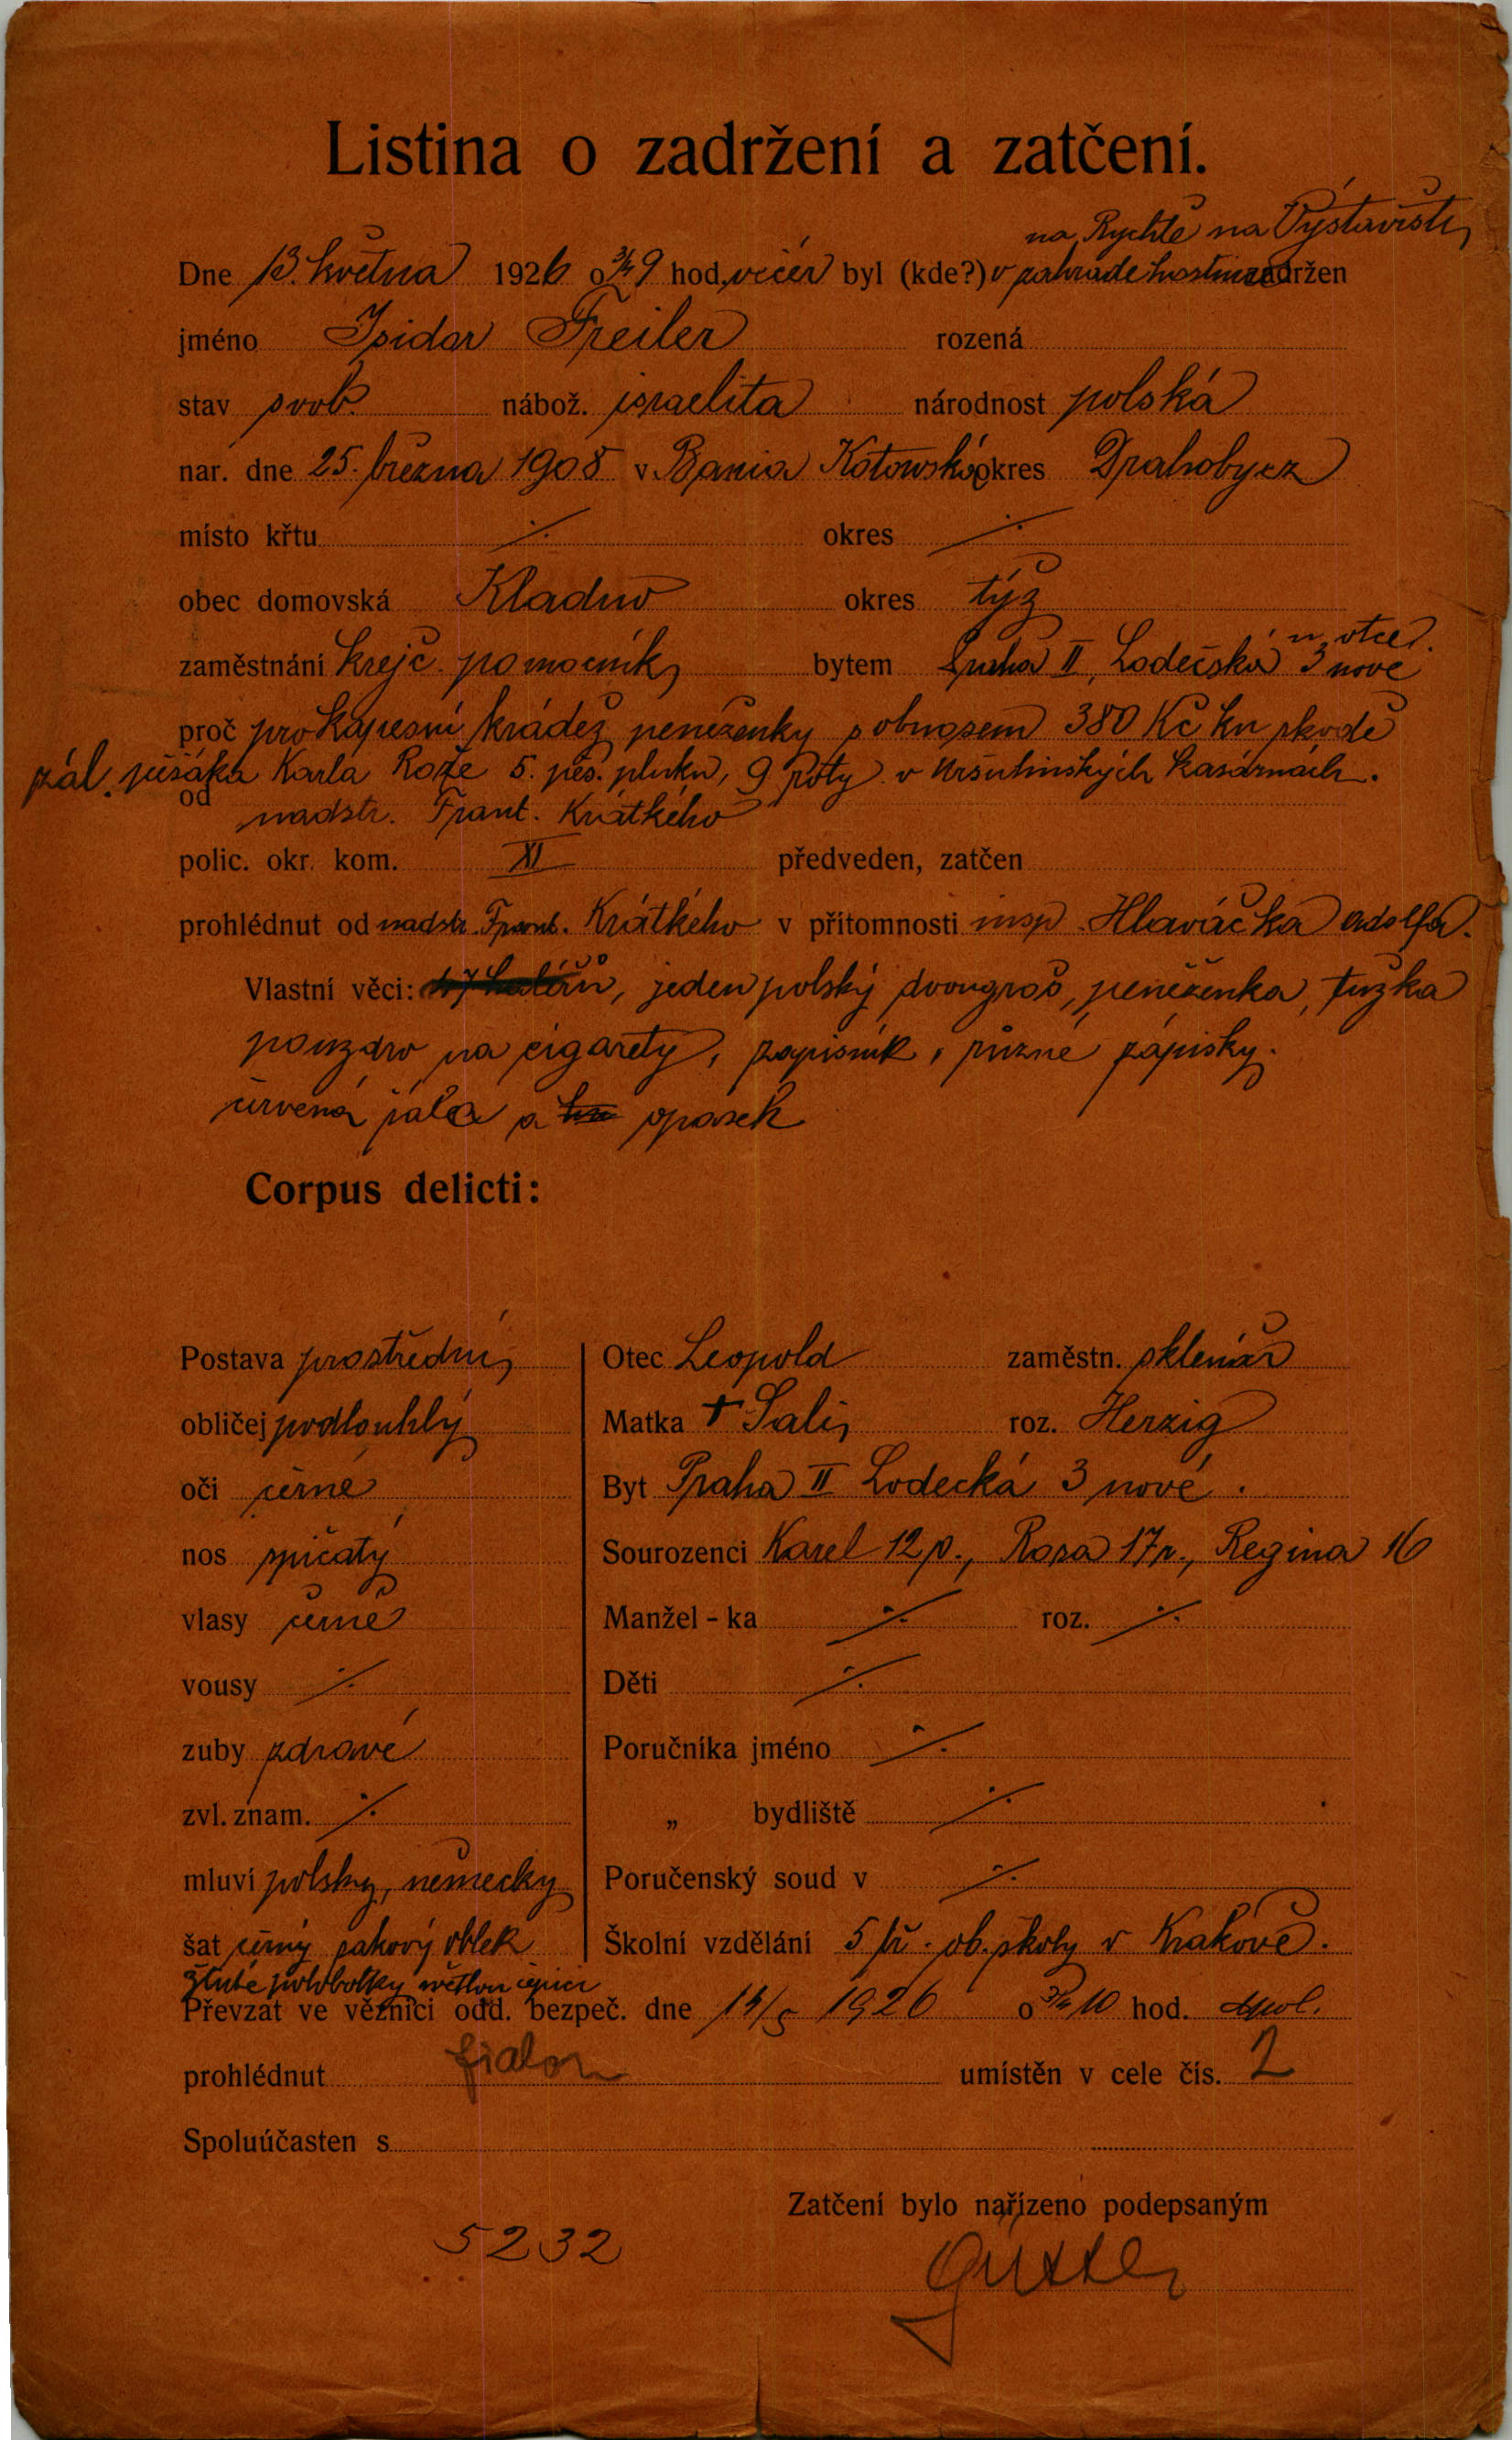 Listina o zadržení a zatčení.
na Rychtě na Výstavišti
Dne 13. května 1926 o 3/4 9 hod. večer byl (kde?) v zahradě hostince zadržen
jméno Isidor Freiler rozená
stav svob. nábož. israelita národnost polská
nar. dne 25. března 1908 v Bania Kotowská okres Drahobycz
místo křtu ·/. okres ·/.
obec domovská Kladno okres týž
u otce.
zaměstnání krejč. pomocník bytem Praha II, Lodecká 3 nové
proč pro kapesní krádež peněženky s obnosem 380 Kč ku škodě
zál. pěšáka Karla Rože 5. pěš. pluku, 9 roty v Uršulinských kasárnách.
od nadstr. Frant. Krátkého
polic. okr. kom. XI předveden, zatčen
prohlédnut od nadstr. Frant. Krátkého v přítomnosti insp. Hlaváčka Adolfa.
Vlastní věci: 47 haléřů, jeden polský dvougroš, peněženka, tužka
pouzdro na cigarety, zapisník, různé zápisky.
červená šála a opasek
Corpus delicti:
Postava prostřední
obličej podlouhlý
oči černé
nos špičatý
vlasy černé
vousy ·/.
zuby zdravé
zvl. znam. ·/.
mluví polsky, německy
šat černý sakový oblek
žluté polobotky světlou čepici
Otec Leopold zaměstn. sklenář
Matka + Sali roz. Herzig
Byt Praha II Lodecká 3 nové.
Sourozenci Karel 12 r., Rosa 17 r., Regina 16
Manžel - ka ·/. roz. ·/.
Děti ·/.
Poručníka jméno ·/.
„ bydliště ·/.
Poručenský soud v ·/.
Školní vzdělání 5 tř. ob. školy v Krakově.
Převzat ve věznici odd. bezpeč. dne 14/5 1926 o 3/4 10 hod. dopol.
prohlédnut Fiala umístěn v cele čís. 2
Spoluúčasten s
Zatčení bylo nařízeno podepsaným
5232